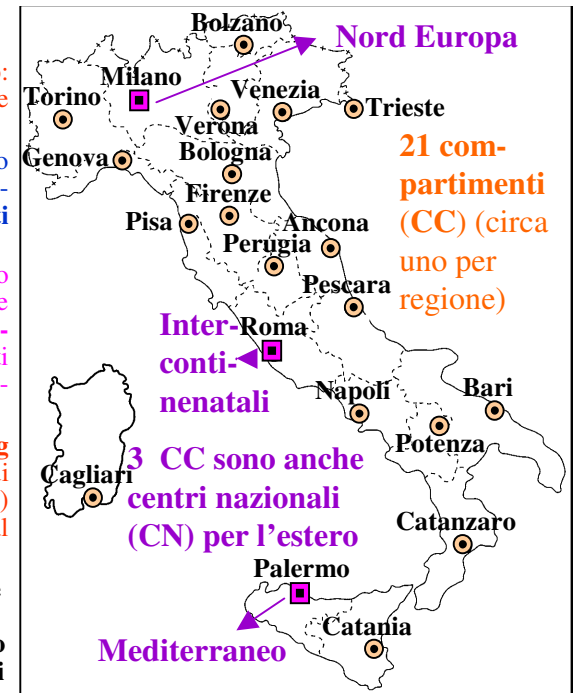 Bolzano
Nord Europa
Milano
Torino
Venezia
Trieste
Verona
Genova
Bologna
21 com-
partimenti
(CC) (circa
uno per
regione)
Firenze
Pisa
Ancona
Perugia
Pescara
Inter-
conti-
nenatali
Roma
Napoli
Bari
Potenza
Cagliari
3 CC sono anche
centri nazionali
(CN) per l'estero
Catanzaro
Palermo
Catania
Mediterraneo